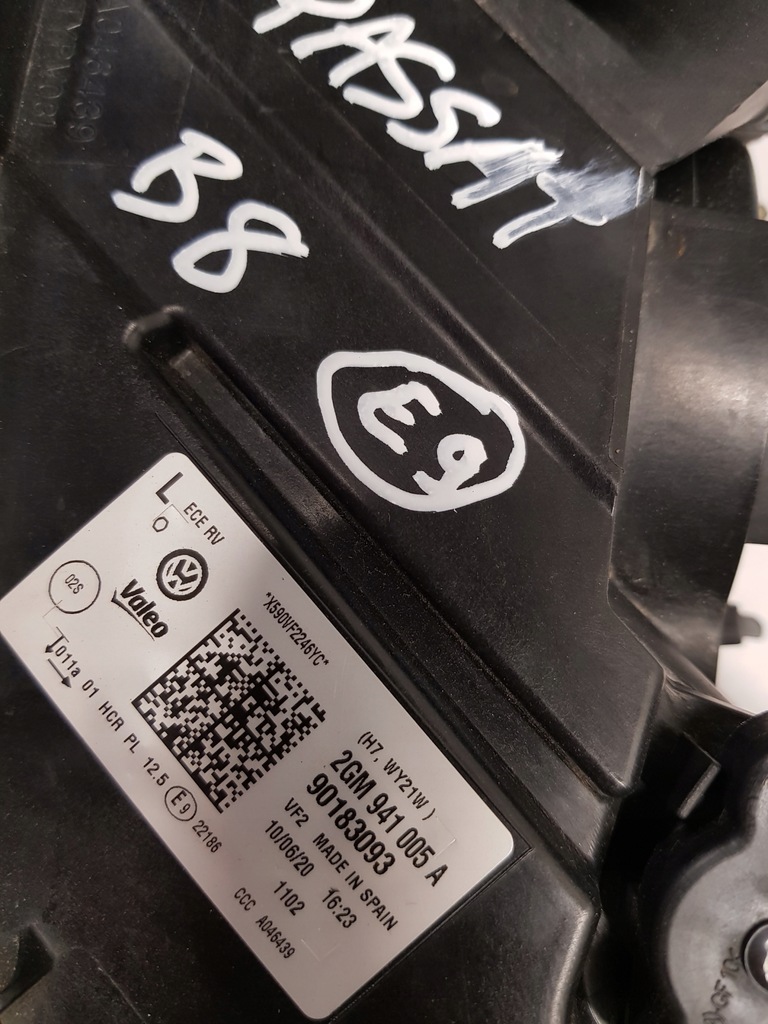 PASSAT
B8
E9
L
ECE RV
02S
Valeo
*X590VF2246YC*
011a 01 HCR PL 12.5 E9 22186
(H7, WY21W)
2GM 941 005 A
90183093
VF2 MADE IN SPAIN
10/06/20 16:23
1102
CCC A046439